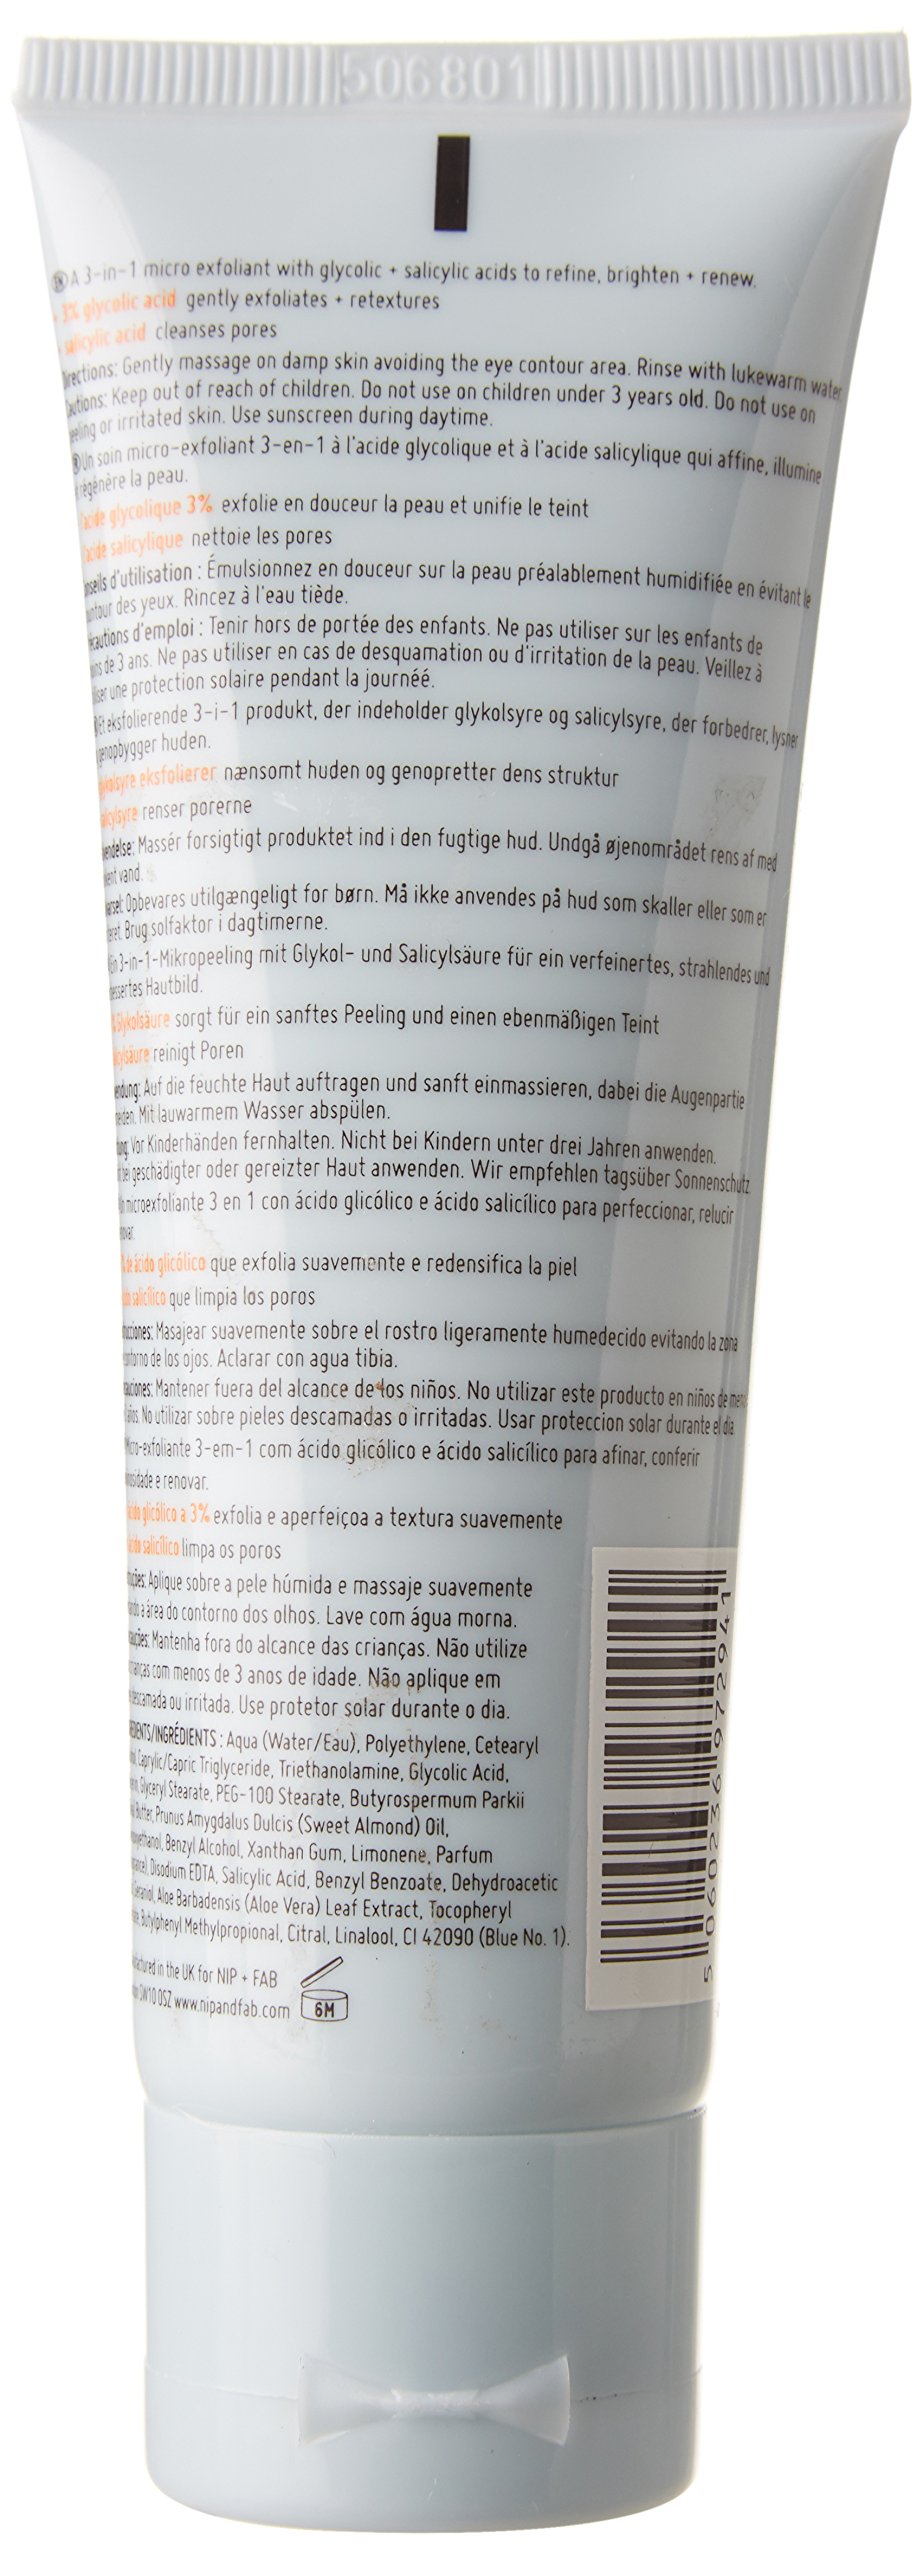 506801
EN A 3-in-1 micro exfoliant with glycolic + salicylic acids to refine, brighten + renew.
- 3% glycolic acid gently exfoliates + retextures
salicylic acid cleanses pores
Directions: Gently massage on damp skin avoiding the eye contour area. Rinse with lukewarm water.
Keep out of reach of children. Do not use on children under 3 years old. Do not use on
or irritated skin. Use sunscreen during daytime.
Un soin micro-exfoliant 3-en-1 à l'acide glycolique et à l'acide salicylique qui affine, illumine
régénère la peau.
glycolique 3% exfolie en douceur la peau et unifie le teint
salicylique nettoie les pores
d'utilisation : Émulsionnez en douceur sur la peau préalablement humidifiée en évitant le
des yeux. Rincez à l'eau tiède.
d'emploi : Tenir hors de portée des enfants. Ne pas utiliser sur les enfants de
de 3 ans. Ne pas utiliser en cas de desquamation ou d'irritation de la peau. Veillez à
une protection solaire pendant la journéé.
Et eksfolierende 3-i-1 produkt, der indeholder glykolsyre og salicylsyre, der forbedrer, lysner
genopbygger huden.
eksfolierer nænsomt huden og genopretter dens struktur
renser porerne
Massér forsigtigt produktet ind i den fugtige hud. Undgå øjenområdet rens af med
vand.
Opbevares utilgængeligt for børn. Må ikke anvendes på hud som skaller eller som er
Brug solfaktor i dagtimerne.
3-in-1-Mikropeeling mit Glykol- und Salicylsäure für ein verfeinertes, strahlendes und
Hautbild.
Glykolsäure sorgt für ein sanftes Peeling und einen ebenmäßigen Teint
reinigt Poren
Auf die feuchte Haut auftragen und sanft einmassieren, dabei die Augenpartie
Mit lauwarmem Wasser abspülen.
Vor Kinderhänden fernhalten. Nicht bei Kindern unter drei Jahren anwenden.
bei geschädigter oder gereizter Haut anwenden. Wir empfehlen tagsüber Sonnenschutz
microexfoliante 3 en 1 con ácido glicólico e ácido salicílico para perfeccionar, relucir
de ácido glicólico que exfolia suavemente e redensifica la piel
salicílico que limpia los poros
Masajear suavemente sobre el rostro ligeramente humedecido evitando la zona
contorno de los ojos. Aclarar con agua tibia.
Mantener fuera del alcance de los niños. No utilizar este producto en niños de
años. No utilizar sobre pieles descamadas o irritadas. Usar proteccion solar durante el día.
Micro-exfoliante 3-em-1 com ácido glicólico e ácido salicílico para afinar, conferir
e renovar.
glicólico a 3% exfolia e aperfeiçoa a textura suavemente
salicílico limpa os poros
Aplique sobre a pele húmida e massaje suavemente
a área do contorno dos olhos. Lave com água morna.
Mantenha fora do alcance das crianças. Não utilize
com menos de 3 anos de idade. Não aplique em
ou irritada. Use protetor solar durante o dia.
/INGRÉDIENTS : Aqua (Water/Eau), Polyethylene, Cetearyl
Caprylic/Capric Triglyceride, Triethanolamine, Glycolic Acid,
Glyceryl Stearate, PEG-100 Stearate, Butyrospermum Parkii
Butter, Prunus Amygdalus Dulcis (Sweet Almond) Oil,
Benzyl Alcohol, Xanthan Gum, Limonene, Parfum
Disodium EDTA, Salicylic Acid, Benzyl Benzoate, Dehydroacetic
Geraniol, Aloe Barbadensis (Aloe Vera) Leaf Extract, Tocopheryl
Butylphenyl Methylpropional, Citral, Linalool, CI 42090 (Blue No. 1).
in the UK for NIP + FAB
SW10 0SZ www.nipandfab.com
6M
5 060236 972941